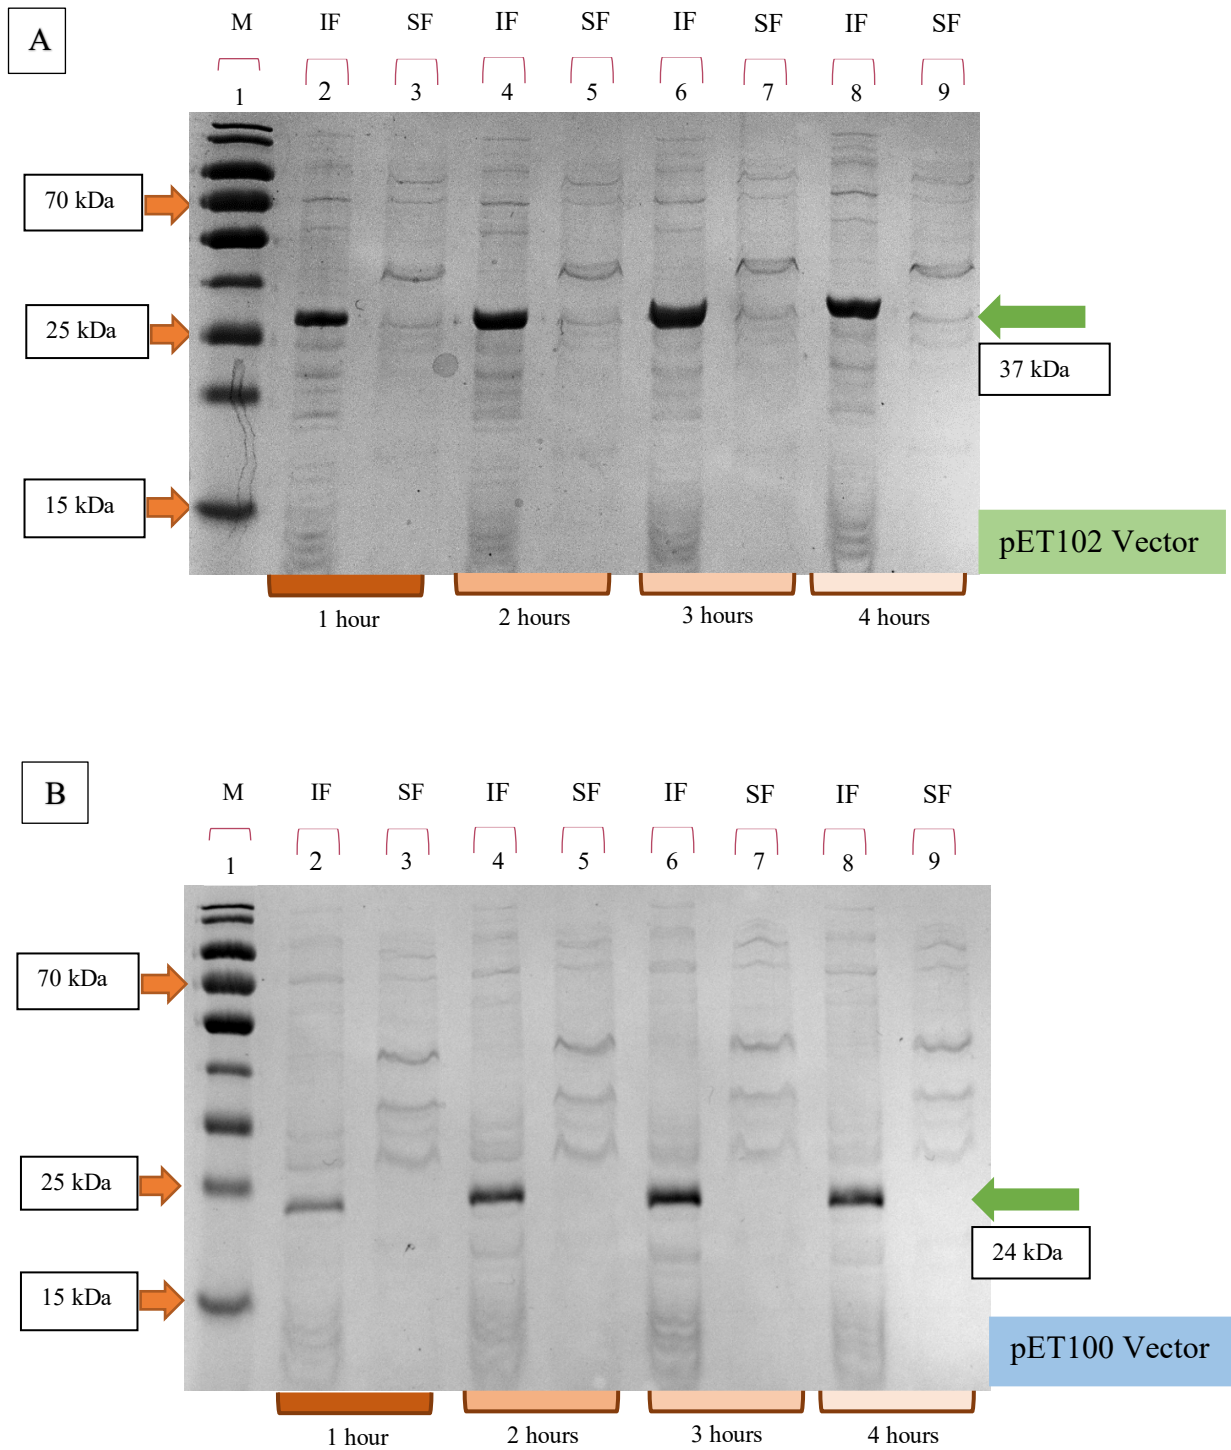 A
M IF SF IF SF IF SF IF SF
1 2 3 4 5 6 7 8 9
70 kDa
25 kDa
37 kDa
15 kDa
pET102 Vector
1 hour 2 hours 3 hours 4 hours
B
M IF SF IF SF IF SF IF SF
1 2 3 4 5 6 7 8 9
70 kDa
25 kDa
24 kDa
15 kDa
pET100 Vector
1 hour 2 hours 3 hours 4 hours